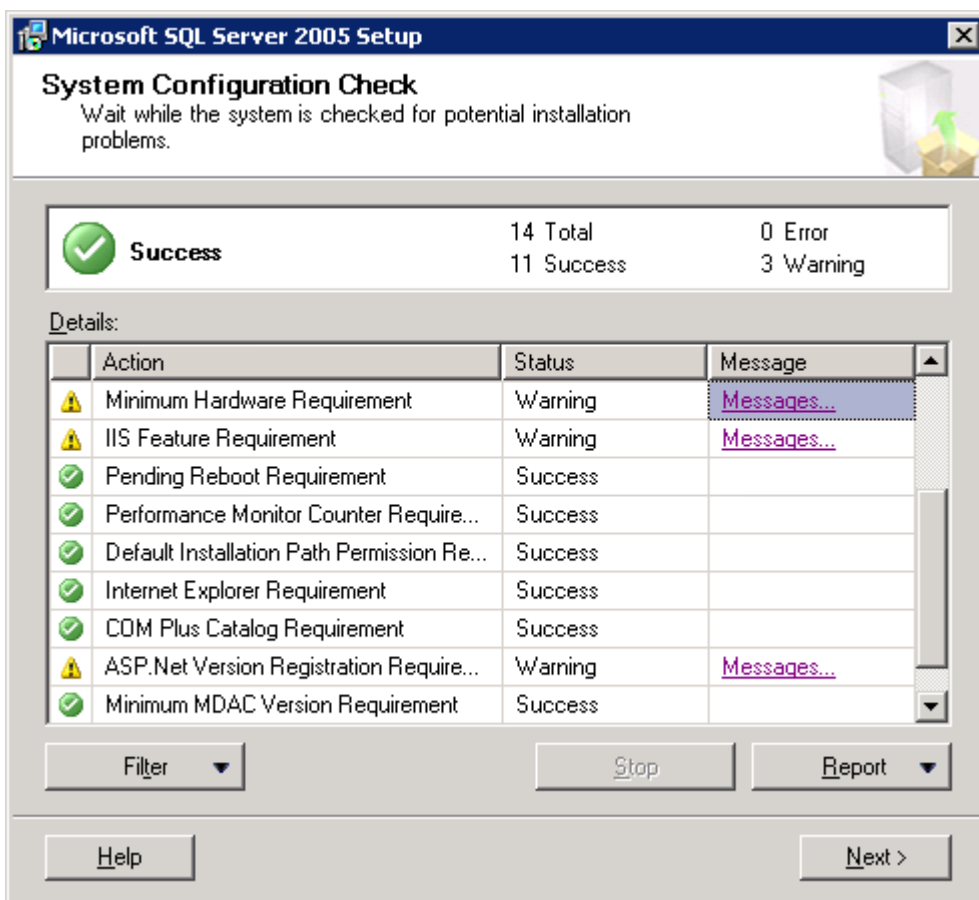 Microsoft SQL Server 2005 Setup
System Configuration Check
Wait while the system is checked for potential installation
problems.
Success
14 Total 0 Error
11 Success 3 Warning
Details:
Action Status Message
Minimum Hardware Requirement Warning Messages...
IIS Feature Requirement Warning Messages...
Pending Reboot Requirement Success
Performance Monitor Counter Require... Success
Default Installation Path Permission Re... Success
Internet Explorer Requirement Success
COM Plus Catalog Requirement Success
ASP.Net Version Registration Require... Warning Messages...
Minimum MDAC Version Requirement Success
Filter Stop Report
Help Next >